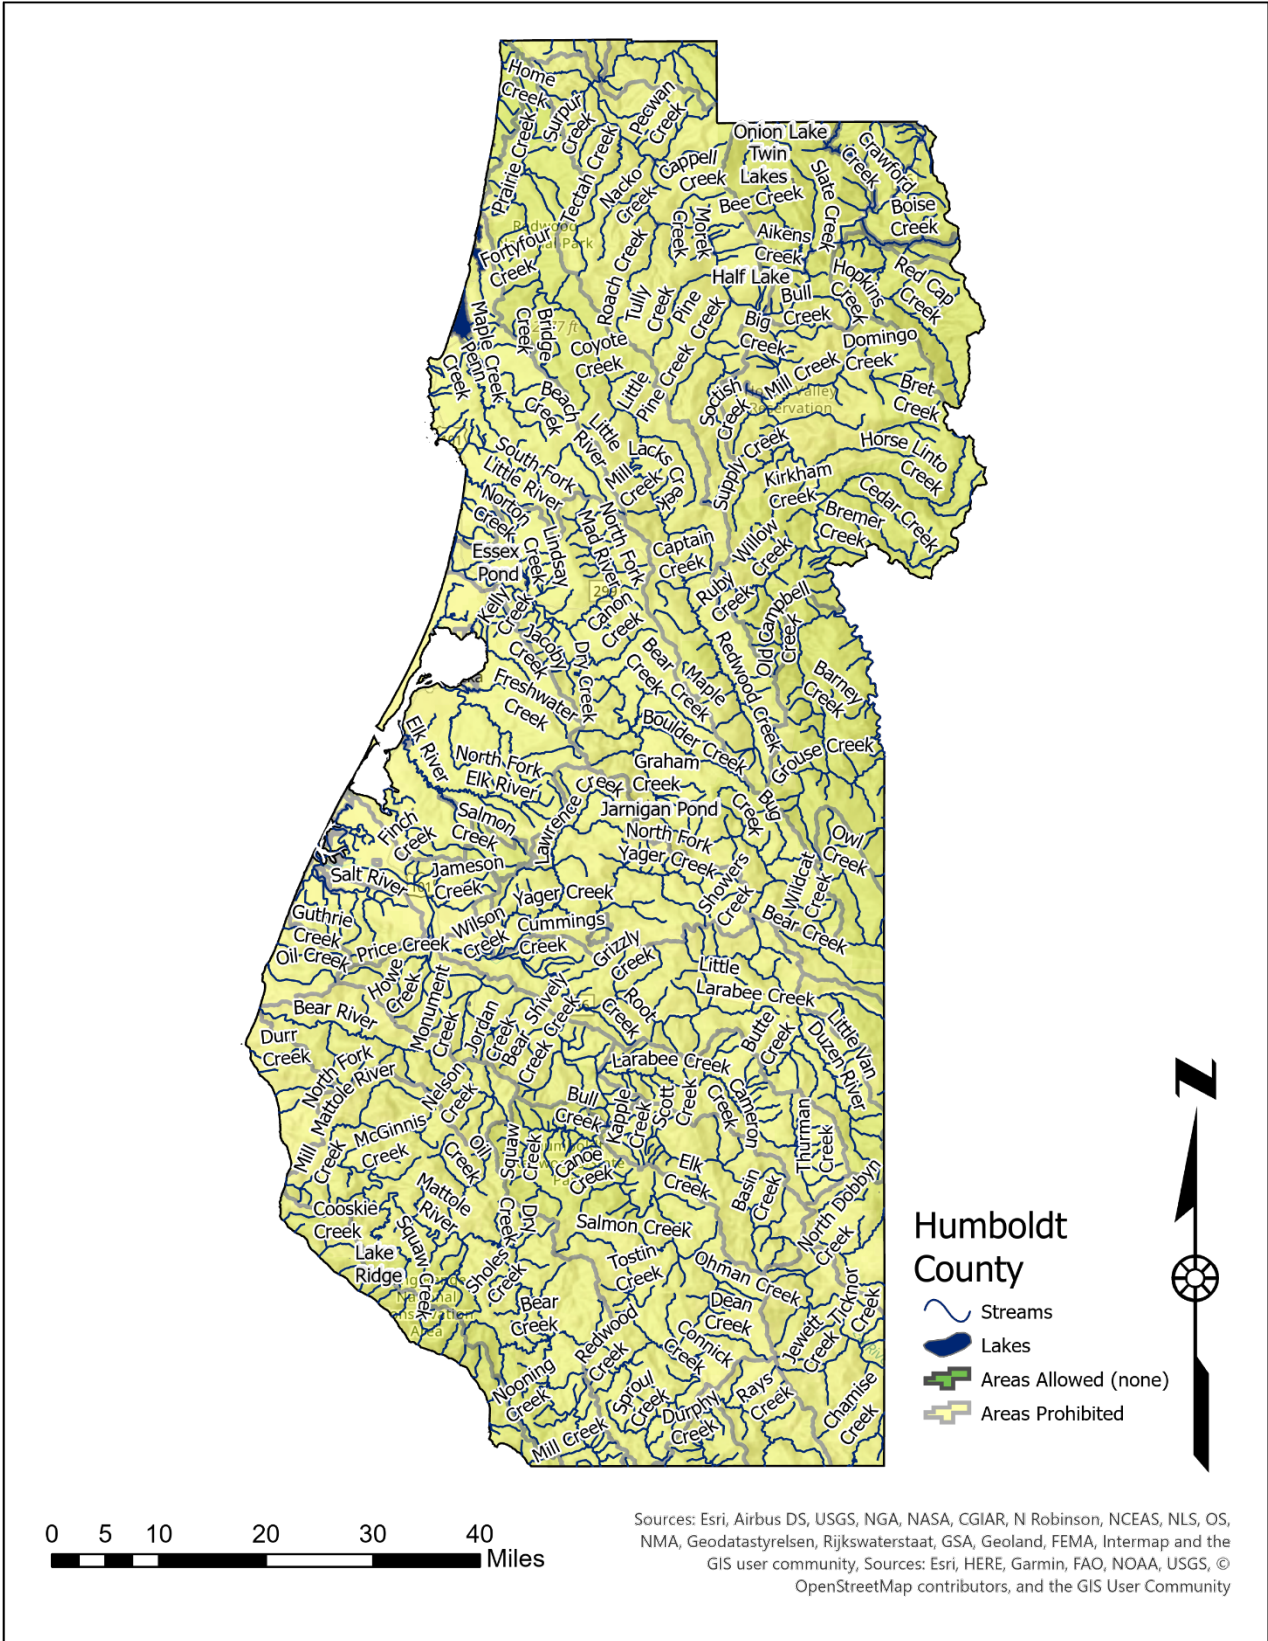 Home
Creek
Surpur
Creek
Pecwan
Creek
Prairie Creek
Tectah Creek
Nacko
Creek
Cappell
Creek
Onion Lake
Twin
Lakes
Bee Creek
Slate Creek
Crawford
Creek
Boise
Creek
Morek
Creek
Aikens
Creek
Fortyfour
Creek
Roach Creek
Tully
Creek
Pine
Creek
Half Lake
Bull
Creek
Hopkins
Creek
Red Cap
Creek
Maple
Creek
Bridge
Creek
Coyote
Creek
Big
Creek
Domingo
Creek
Penn
Creek
Little
Pine Creek
Mill Creek
Bret
Creek
Beach
Creek
Soctish
Creek
Little
River
Lacks Creek
Mill
Creek
Supply Creek
Horse Linto
Creek
Kirkham
Creek
South Fork
Little River
Cedar Creek
Bremer
Creek
Norton
Creek
Lindsay
Creek
North Fork
Mad River
299
Captain
Creek
Willow
Creek
Essex
Pond
Ruby
Creek
Old Campbell
Creek
Kelly
Creek
Canon
Creek
Jacoby
Creek
Dry Creek
Bear
Creek
Maple
Creek
Redwood Creek
Barney
Creek
Freshwater
Creek
Boulder Creek
Elk River
North Fork
Elk River
Graham
Creek
Grouse Creek
Lawrence Creek
Jarnigan Pond
Bug
Creek
Salmon
Creek
Finch
Creek
North Fork
Yager Creek
Owl
Creek
Jameson
Creek
Salt River
101
Showers
Creek
Wildcat
Creek
Yager Creek
Guthrie
Creek
Wilson
Creek
Cummings
Creek
Bear Creek
Oil Creek
Price Creek
Grizzly
Creek
Howe
Creek
Little
Larabee Creek
Bear River
Monument
Creek
Jordan
Creek
Shively
Creek
Bear
Creek
Root
Creek
Butte
Creek
Little Van
Duzen River
Durr
Creek
North Fork
Mattole River
Nelson
Creek
Larabee Creek
Bull
Creek
Kapple
Creek
Scott
Creek
Cameron
Creek
Thurman
Creek
Mill
Creek
McGinnis
Creek
Oil
Creek
Squaw
Creek
Canoe
Creek
Elk
Creek
Basin
Creek
North Dobbyn
Creek
Mattole
River
Cooskie
Creek
Dry
Creek
Salmon Creek
Lake
Ridge
Squaw Creek
Sholes
Creek
Tostin
Creek
Ohman Creek
Ticknor
Creek
Bear
Creek
Dean
Creek
Redwood
Creek
Connick
Creek
Jewett
Creek
Nooning
Creek
Sproul
Creek
Rays
Creek
Chamise
Creek
Durphy
Creek
Mill Creek
Humboldt
County
Streams
Lakes
Areas Allowed (none)
Areas Prohibited
N
0 5 10 20 30 40
Miles
Sources: Esri, Airbus DS, USGS, NGA, NASA, CGIAR, N Robinson, NCEAS, NLS, OS,
NMA, Geodatastyrelsen, Rijkswaterstaat, GSA, Geoland, FEMA, Intermap and the
GIS user community, Sources: Esri, HERE, Garmin, FAO, NOAA, USGS, ©
OpenStreetMap contributors, and the GIS User Community